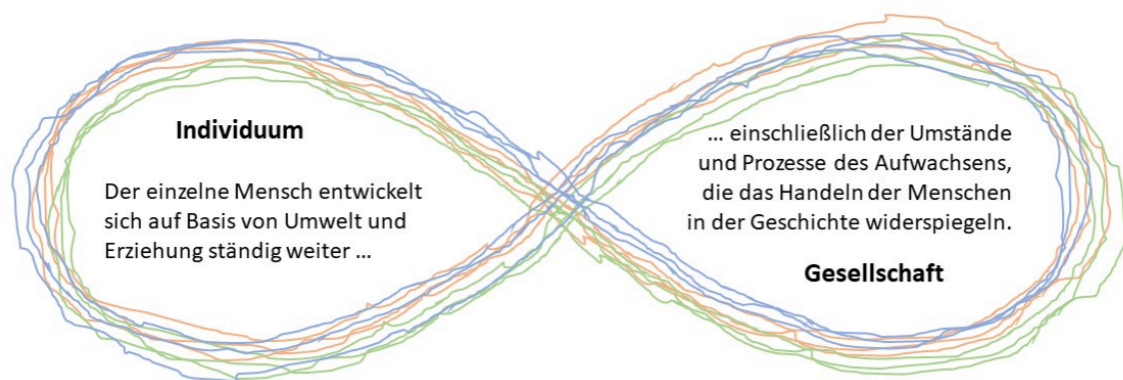 Individuum
Der einzelne Mensch entwickelt
sich auf Basis von Umwelt und
Erziehung ständig weiter ...
... einschließlich der Umstände
und Prozesse des Aufwachsens,
die das Handeln der Menschen
in der Geschichte widerspiegeln.
Gesellschaft